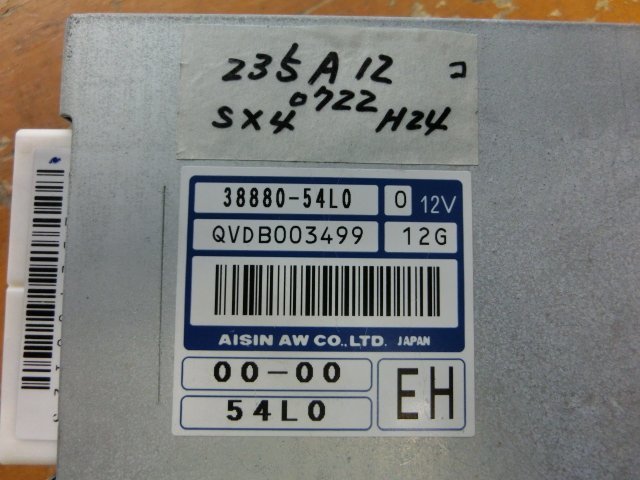 235A12 コ
SX4 0722 H24
38880-54L0 0 12V
QVDB003499 12G
AISIN AW CO.,LTD. JAPAN
00-00
54L0
EH